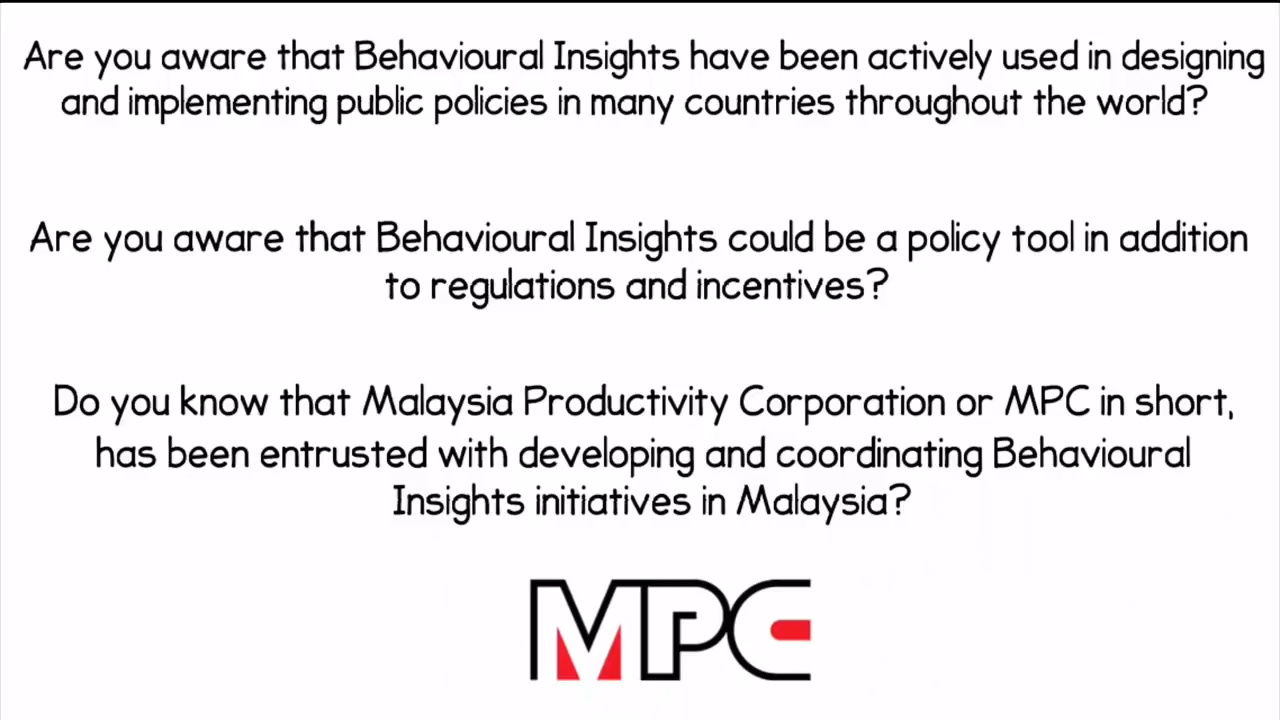 Are you aware that Behavioural Insights have been actively used in designing
and implementing public policies in many countries throughout the world?
Are you aware that Behavioural Insights could be a policy tool in addition
to regulations and incentives?
Do you know that Malaysia Productivity Corporation or MPC in short,
has been entrusted with developing and coordinating Behavioural
Insights initiatives in Malaysia?
MPC